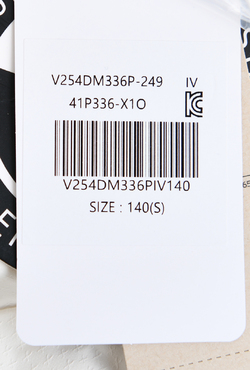 V254DM336P-249 IV
41P336-X1O
V254DM336PIV140
SIZE : 140(S)